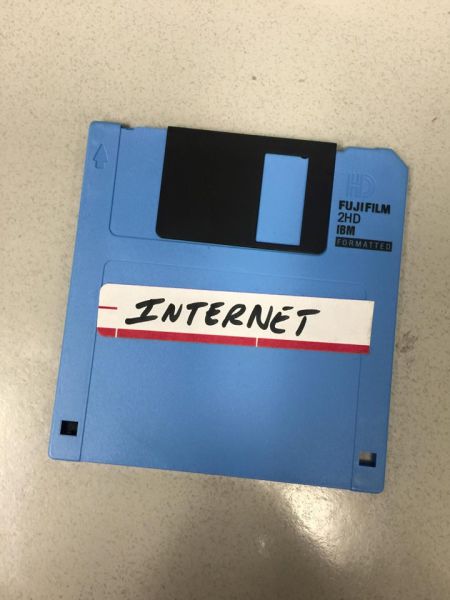 HD
FUJIFILM
2HD
IBM
FORMATTED
INTERNET